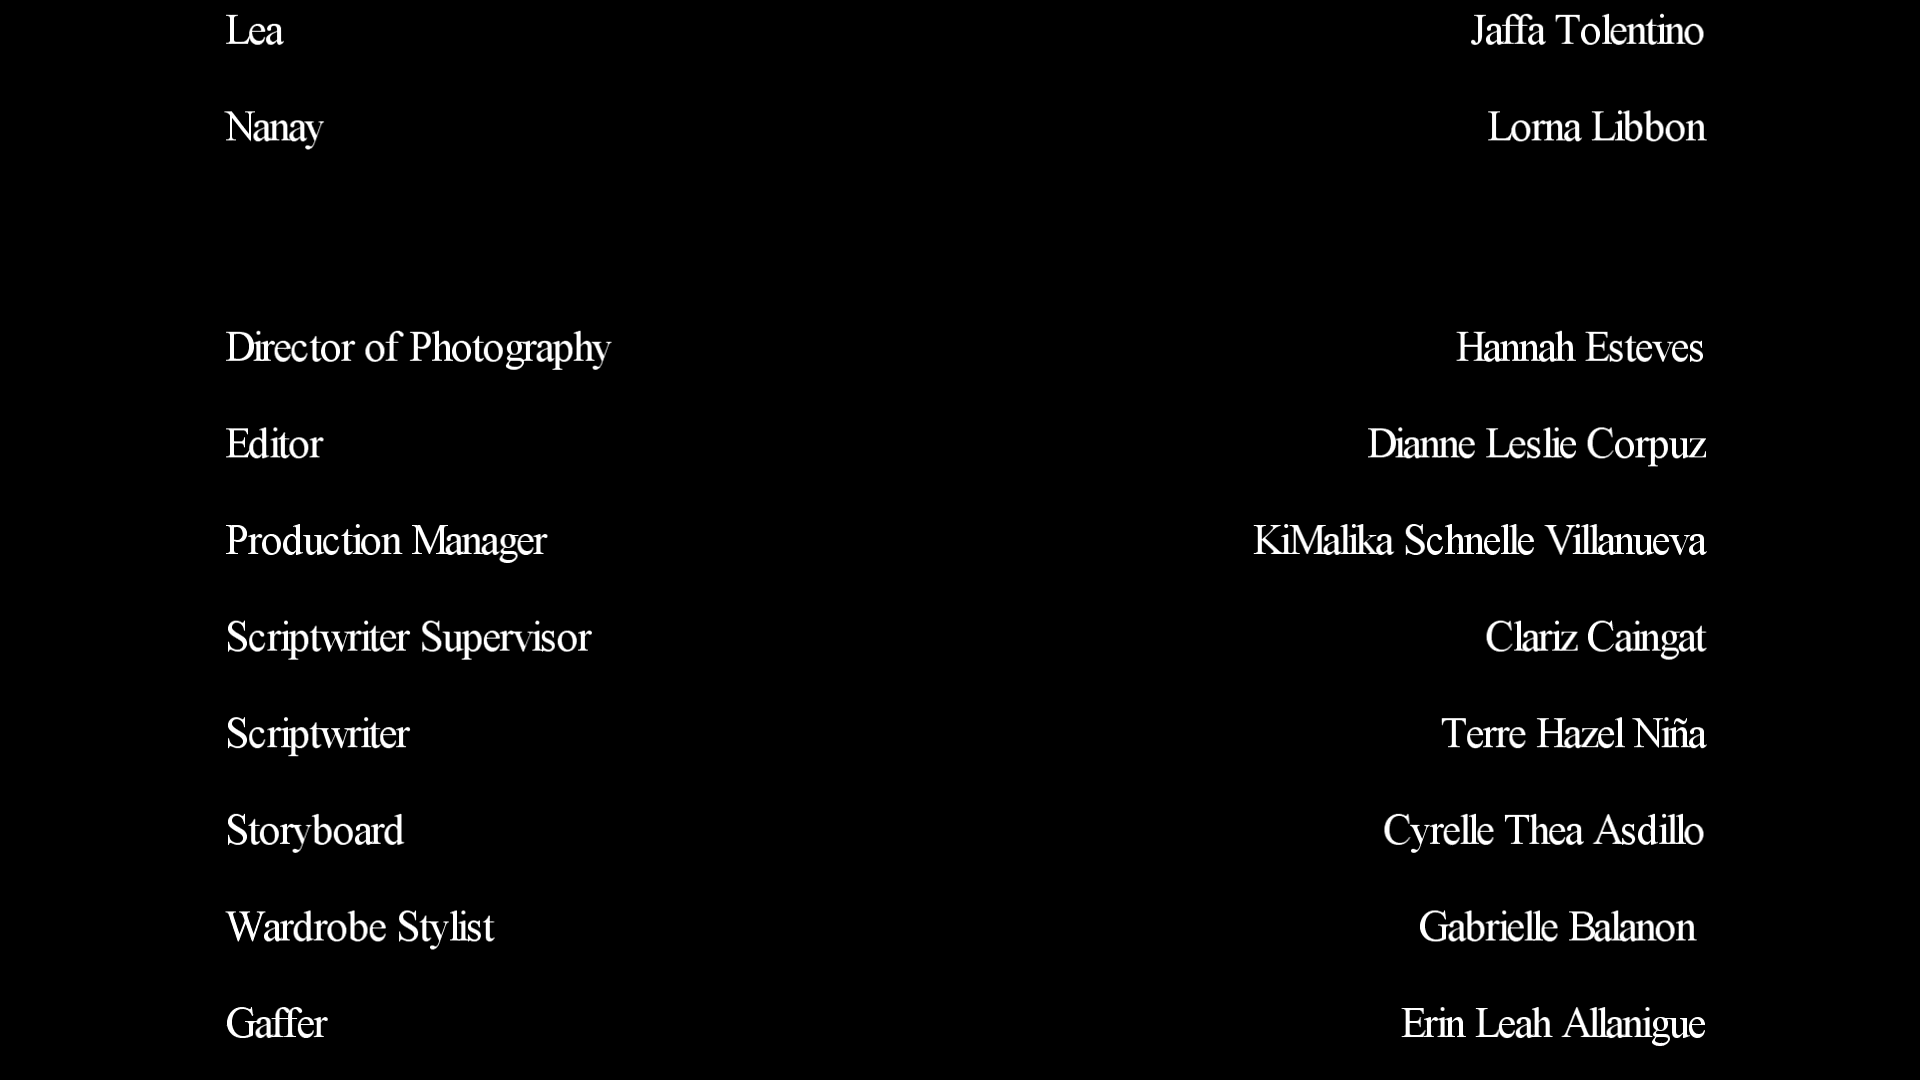 Lea Jaffa Tolentino
Nanay Lorna Libbon
Director of Photography Hannah Esteves
Editor Dianne Leslie Corpuz
Production Manager KiMalika Schnelle Villanueva
Scriptwriter Supervisor Clariz Caingat
Scriptwriter Terre Hazel Niña
Storyboard Cyrelle Thea Asdillo
Wardrobe Stylist Gabrielle Balanon
Gaffer Erin Leah Allanigue